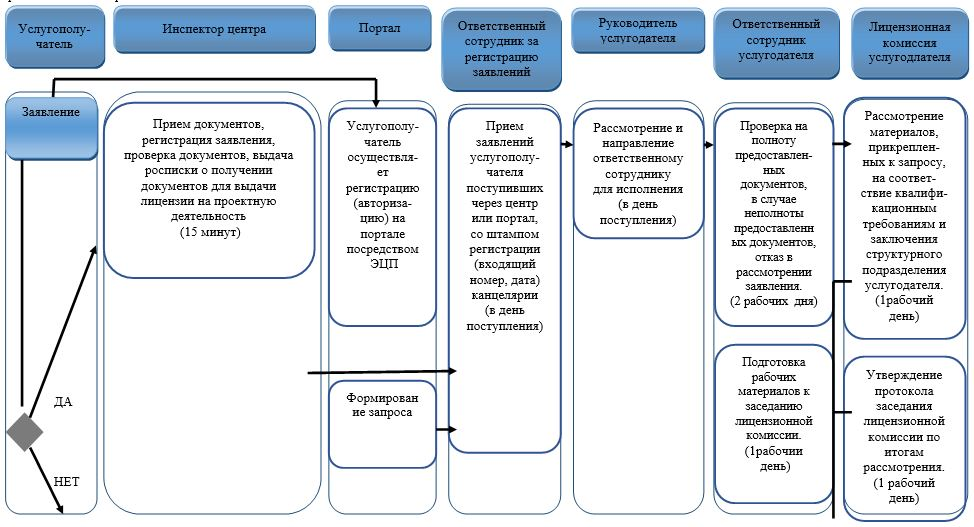 Услугополу-
чатель
Инспектор центра
Портал
Ответственный
сотрудник за
регистрацию
заявлений
Руководитель
услугодателя
Ответственный
сотрудник
услугодателя
Лицензионная
комиссия
услугодлателя
Заявление
ДА
НЕТ
Прием документов,
регистрация заявления,
проверка документов, выдача
росписки о получении
документов для выдачи
лицензии на проектную
деятельность
(15 минут)
Услугополу-
чатель
осуществля-
ет
регистрацию
(авториза-
цию) на
портале
посредством
ЭЦП
Формирован
ие запроса
Прием
заявлений
услугополу-
чателя
поступивших
через центр
или портал,
со штампом
регистрации
(входящий
номер, дата)
канцелярии
(в день
поступления)
Рассмотрение и
направление
ответственному
сотруднику
для исполнения
(в день
поступления)
Проверка на
полноту
предоставлен-
ных
документов,
в случае
неполноты
предоставленн
ых документов,
отказ в
рассмотрении
заявления.
(2 рабочих дня)
Подготовка
рабочих
материалов к
заседанию
лицензионной
комиссии.
(1рабочии
день)
Рассмотрение
материалов,
прикреплен-
ных к запросу,
на соответ-
ствие квалиф-
икационным
требованиям и
заключения
структурного
подразделения
услугодателя.
(1рабочий
день)
Утверждение
протокола
заседания
лицензионной
комиссии по
итогам
рассмотрения.
(1 рабочий
день)